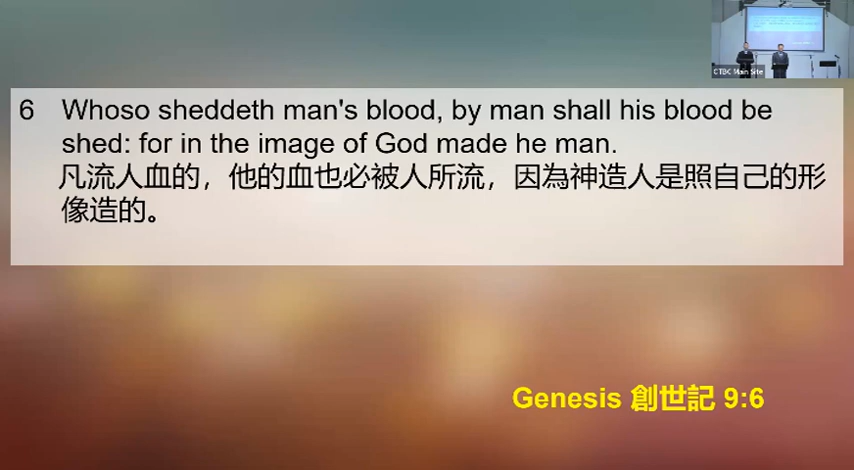 CTBC Main Site
6 Whoso sheddeth man's blood, by man shall his blood be
shed: for in the image of God made he man.
凡流人血的，他的血也必被人所流，因為神造人是照自己的形
像造的。
Genesis 創世記 9:6